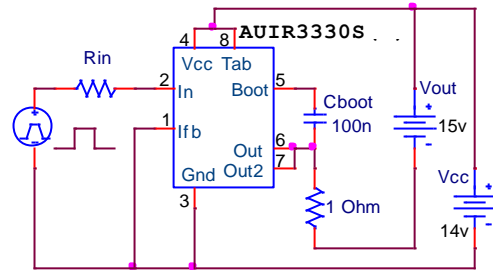 AUIR3330S . .
4 8
Rin
Vcc Tab
2 In
Boot 5
Vout
Cboot
100n
15v
1 Ifb
Out 6
Out2 7
Vcc
Gnd
3
1 Ohm
14v